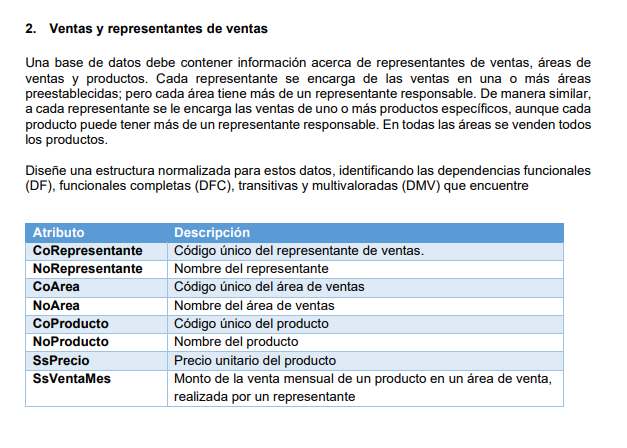 2. Ventas y representantes de ventas
Una base de datos debe contener información acerca de representantes de ventas, áreas de
ventas y productos. Cada representante se encarga de las ventas en una o más áreas
preestablecidas; pero cada área tiene más de un representante responsable. De manera similar,
a cada representante se le encarga las ventas de uno o más productos específicos, aunque cada
producto puede tener más de un representante responsable. En todas las áreas se venden todos
los productos.
Diseñe una estructura normalizada para estos datos, identificando las dependencias funcionales
(DF), funcionales completas (DFC), transitivas y multivaloradas (DMV) que encuentre
Atributo Descripción
CoRepresentante Código único del representante de ventas.
NoRepresentante Nombre del representante
CoArea Código único del área de ventas
NoArea Nombre del área de ventas
CoProducto Código único del producto
NoProducto Nombre del producto
SsPrecio Precio unitario del producto
SsVentaMes Monto de la venta mensual de un producto en un área de venta,
realizada por un representante